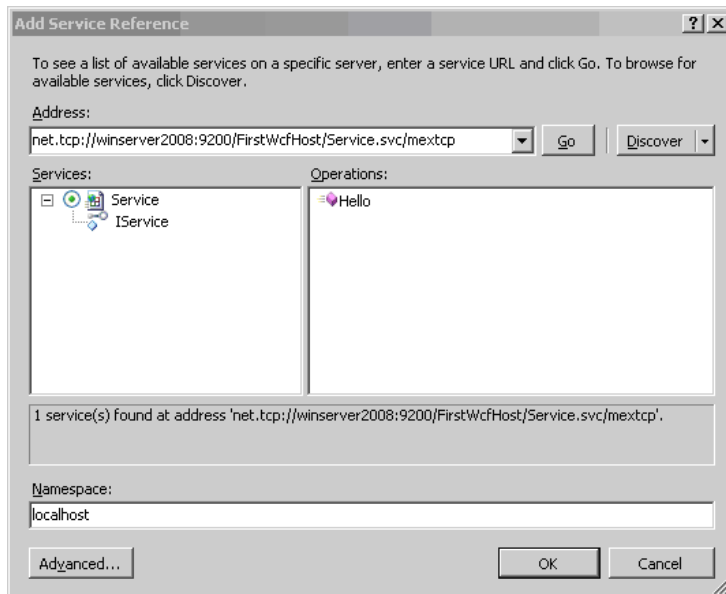 Add Service Reference
To see a list of available services on a specific server, enter a service URL and click Go. To browse for
available services, click Discover.
Address:
net.tcp://winserver2008:9200/FirstWcfHost/Service.svc/mextcp
Go
Discover
Services:
Operations:
Service
IService
Hello
1 service(s) found at address 'net.tcp://winserver2008:9200/FirstWcfHost/Service.svc/mextcp'.
Namespace:
localhost
Advanced...
OK
Cancel